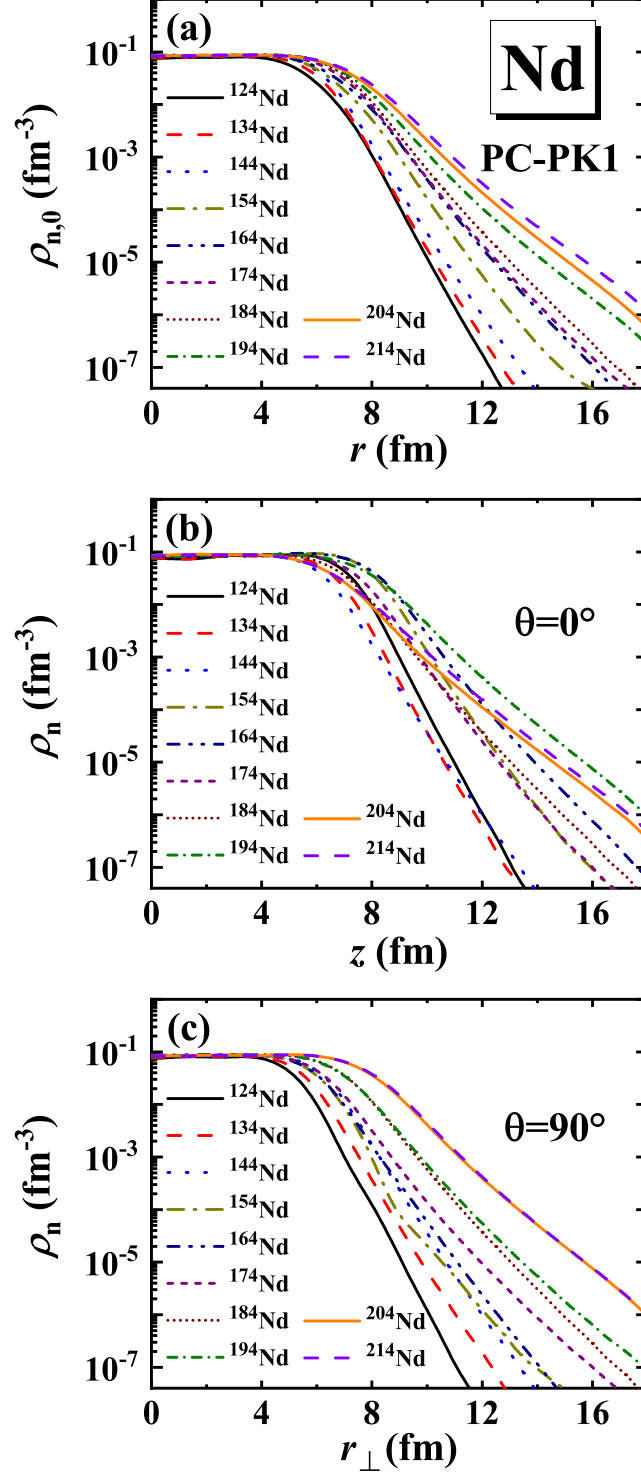 (a)
Nd
PC-PK1
10⁻¹
10⁻³
10⁻⁵
10⁻⁷
ρn,0 (fm⁻³)
¹²⁴Nd
¹³⁴Nd
¹⁴⁴Nd
¹⁵⁴Nd
¹⁶⁴Nd
¹⁷⁴Nd
¹⁸⁴Nd ²⁰⁴Nd
¹⁹⁴Nd ²¹⁴Nd
0 4 8 12 16
r (fm)
(b)
θ=0°
10⁻¹
10⁻³
10⁻⁵
10⁻⁷
ρn (fm⁻³)
¹²⁴Nd
¹³⁴Nd
¹⁴⁴Nd
¹⁵⁴Nd
¹⁶⁴Nd
¹⁷⁴Nd
¹⁸⁴Nd ²⁰⁴Nd
¹⁹⁴Nd ²¹⁴Nd
0 4 8 12 16
z (fm)
(c)
θ=90°
10⁻¹
10⁻³
10⁻⁵
10⁻⁷
ρn (fm⁻³)
¹²⁴Nd
¹³⁴Nd
¹⁴⁴Nd
¹⁵⁴Nd
¹⁶⁴Nd
¹⁷⁴Nd
¹⁸⁴Nd ²⁰⁴Nd
¹⁹⁴Nd ²¹⁴Nd
0 4 8 12 16
r⊥ (fm)